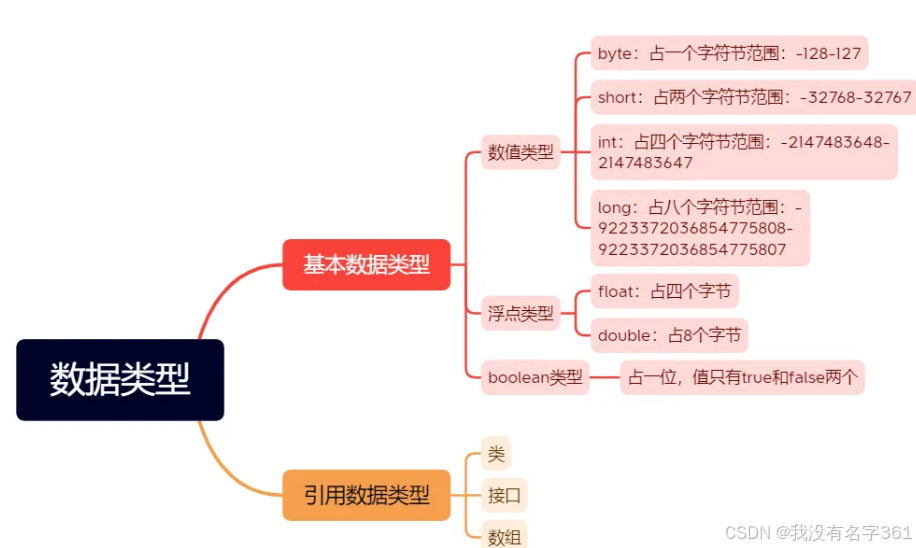 byte：占一个字符节范围：-128-127
short：占两个字符节范围：-32768-32767
int：占四个字符节范围：-2147483648-
2147483647
数值类型
long：占八个字符节范围：-
9223372036854775808-
9223372036854775807
基本数据类型
float：占四个字节
浮点类型
double：占8个字节
boolean类型
占一位，值只有true和false两个
数据类型
类
引用数据类型
接口
数组
CSDN @我没有名字361